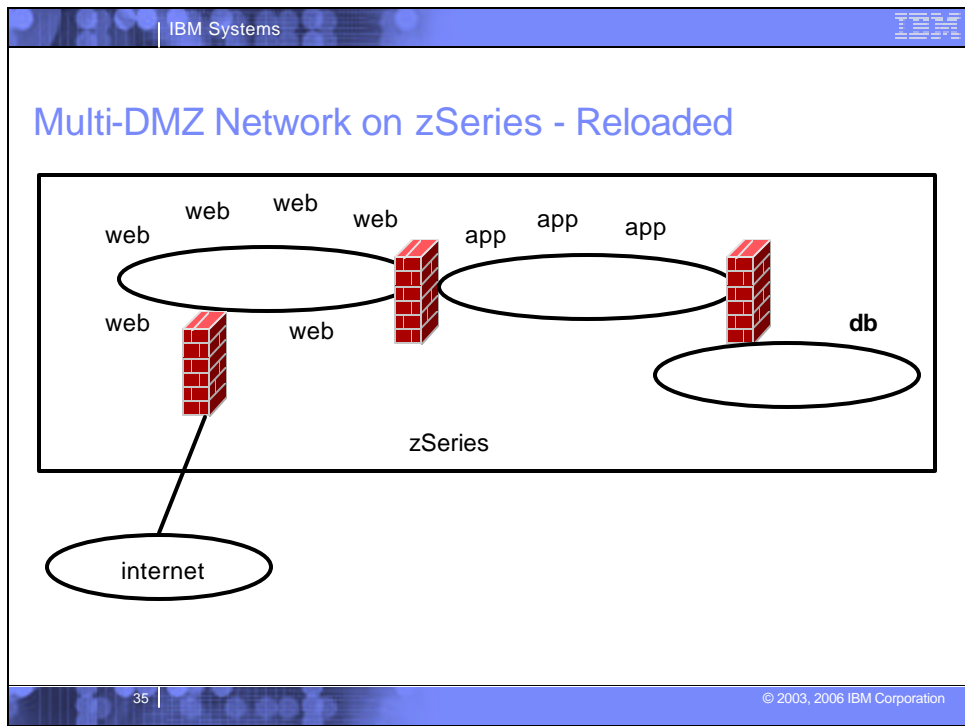 IBM Systems
IBM
Multi-DMZ Network on zSeries - Reloaded
web
web
web
web
app
app
app
web
web
db
zSeries
internet
35
© 2003, 2006 IBM Corporation